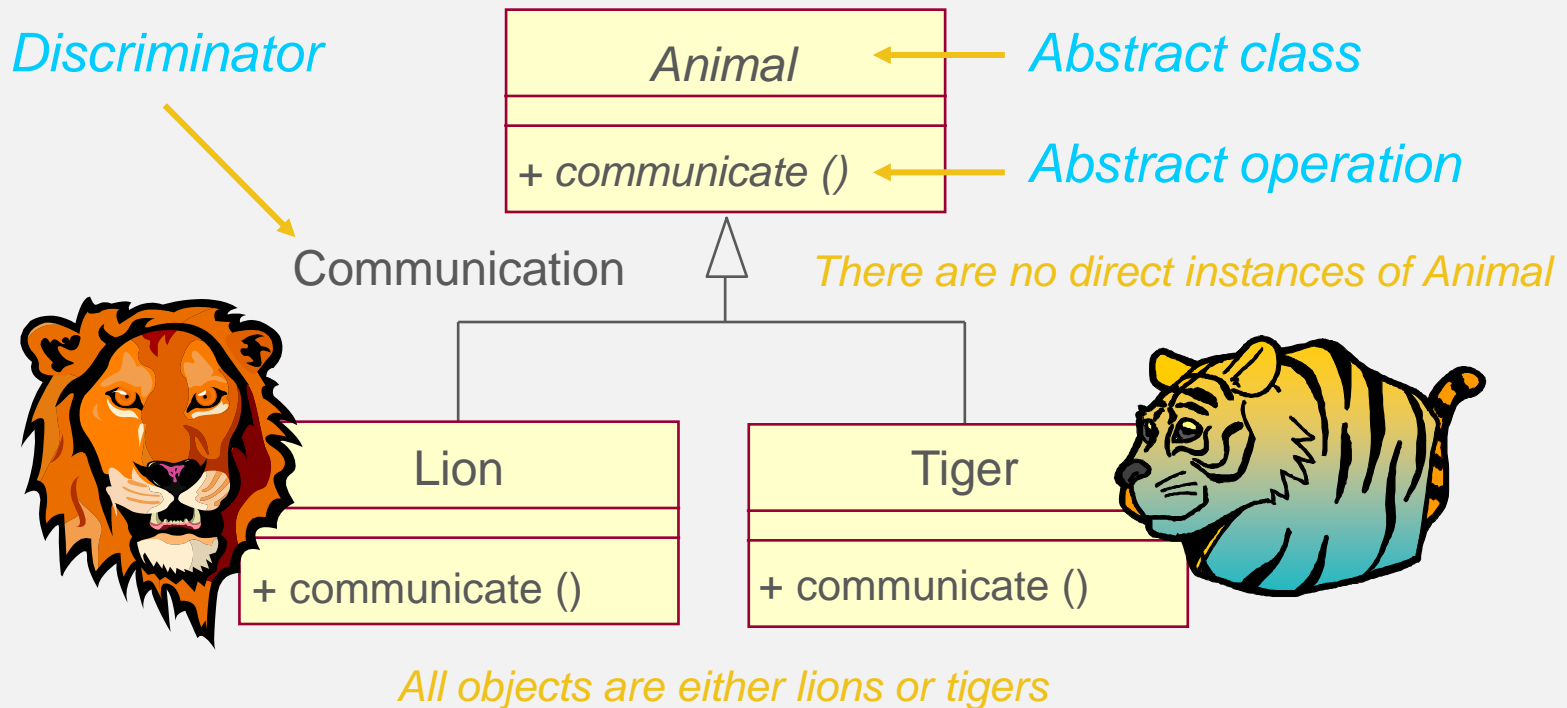 Discriminator
Animal
Abstract class
+ communicate ()
Abstract operation
Communication
There are no direct instances of Animal
Lion
Tiger
+ communicate ()
+ communicate ()
All objects are either lions or tigers